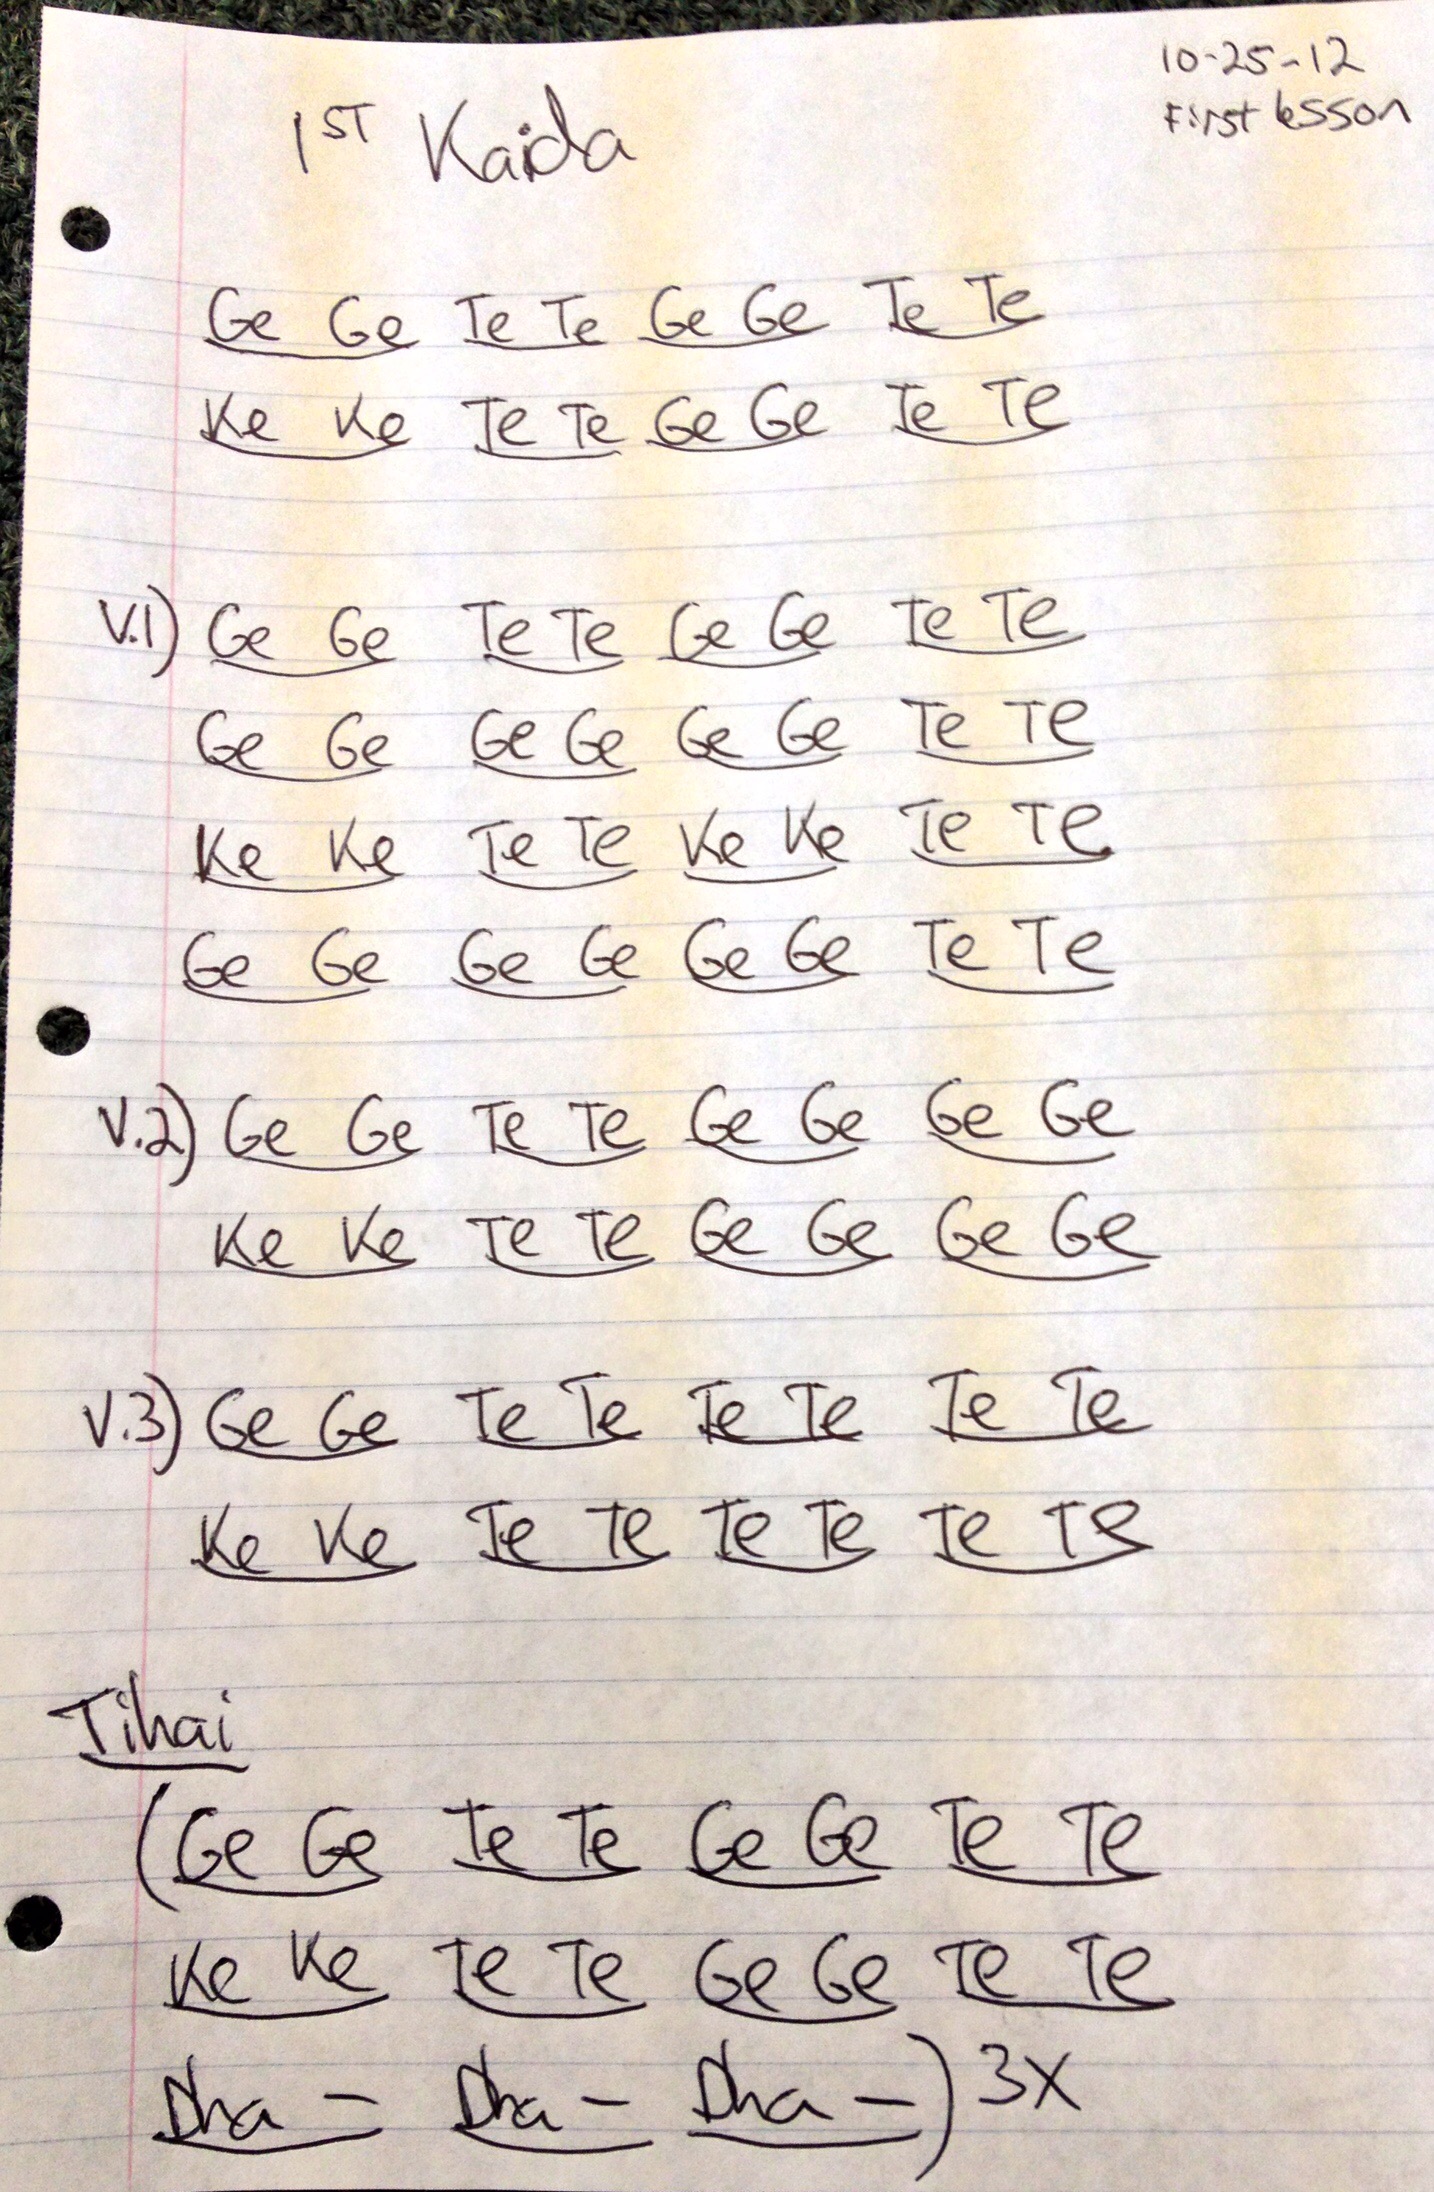 10-25-12
First lesson
1ST Kaida
Ge Ge Te Te Ge Ge Te Te
Ke Ke Te Te Ge Ge Te Te
V.1) Ge Ge Te Te Ge Ge Te Te
Ge Ge Ge Ge Ge Ge Te Te
Ke Ke Te Te Ke Ke Te Te
Ge Ge Ge Ge Ge Ge Te Te
V.2) Ge Ge Te Te Ge Ge Ge Ge
Ke Ke Te Te Ge Ge Ge Ge
V.3) Ge Ge Te Te Te Te Te Te
Ke Ke Te Te Te Te Te Te
Tihai
(Ge Ge Te Te Ge Ge Te Te
Ke Ke Te Te Ge Ge Te Te
Dha – Dha – Dha –) 3X